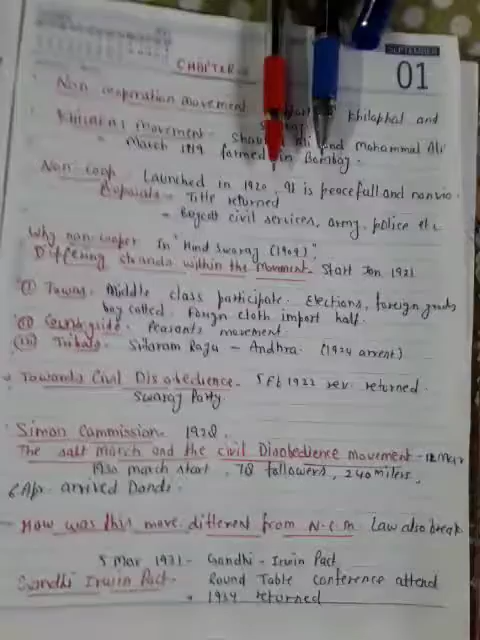 SEPTEMBER
01
CHAPTER
Non cooperation movement. Khilaphat and
Khilafat movement - Ali and Mohammal Ali
March 1919 formed in Bombay.
Non coop. Launched in 1920, It is peacefull and nonvio.
Title returned
- Boycott civil services, army, police etc
Why non-cooper In "Hind swaraj (1909)".
Differing strands within the movement. Start Jan 1921
(i) Towns. Middle class participate. Elections, foreign goods
boycotted. Foregn cloth import half.
(ii) Countryside. Peasants movement.
(iii) Tribals. Sitaram Raju - Andhra. (1924 arrest)
Towards Civil Disobedience. 5 Feb 1922 rev. returned.
Swaraj Party
Simon Commission. 1928
The salt March and the civil Disobedience movement - 12 Mar
1930 march start. 78 followers, 240 miles,
6 Ap. arrived Dandi.
- How was this move different from N.C.M Law also break
5 Mar 1931 - Gandhi - Irwin Pact
Gandhi Irwin Pact - Round Table conference attend
1934 returned